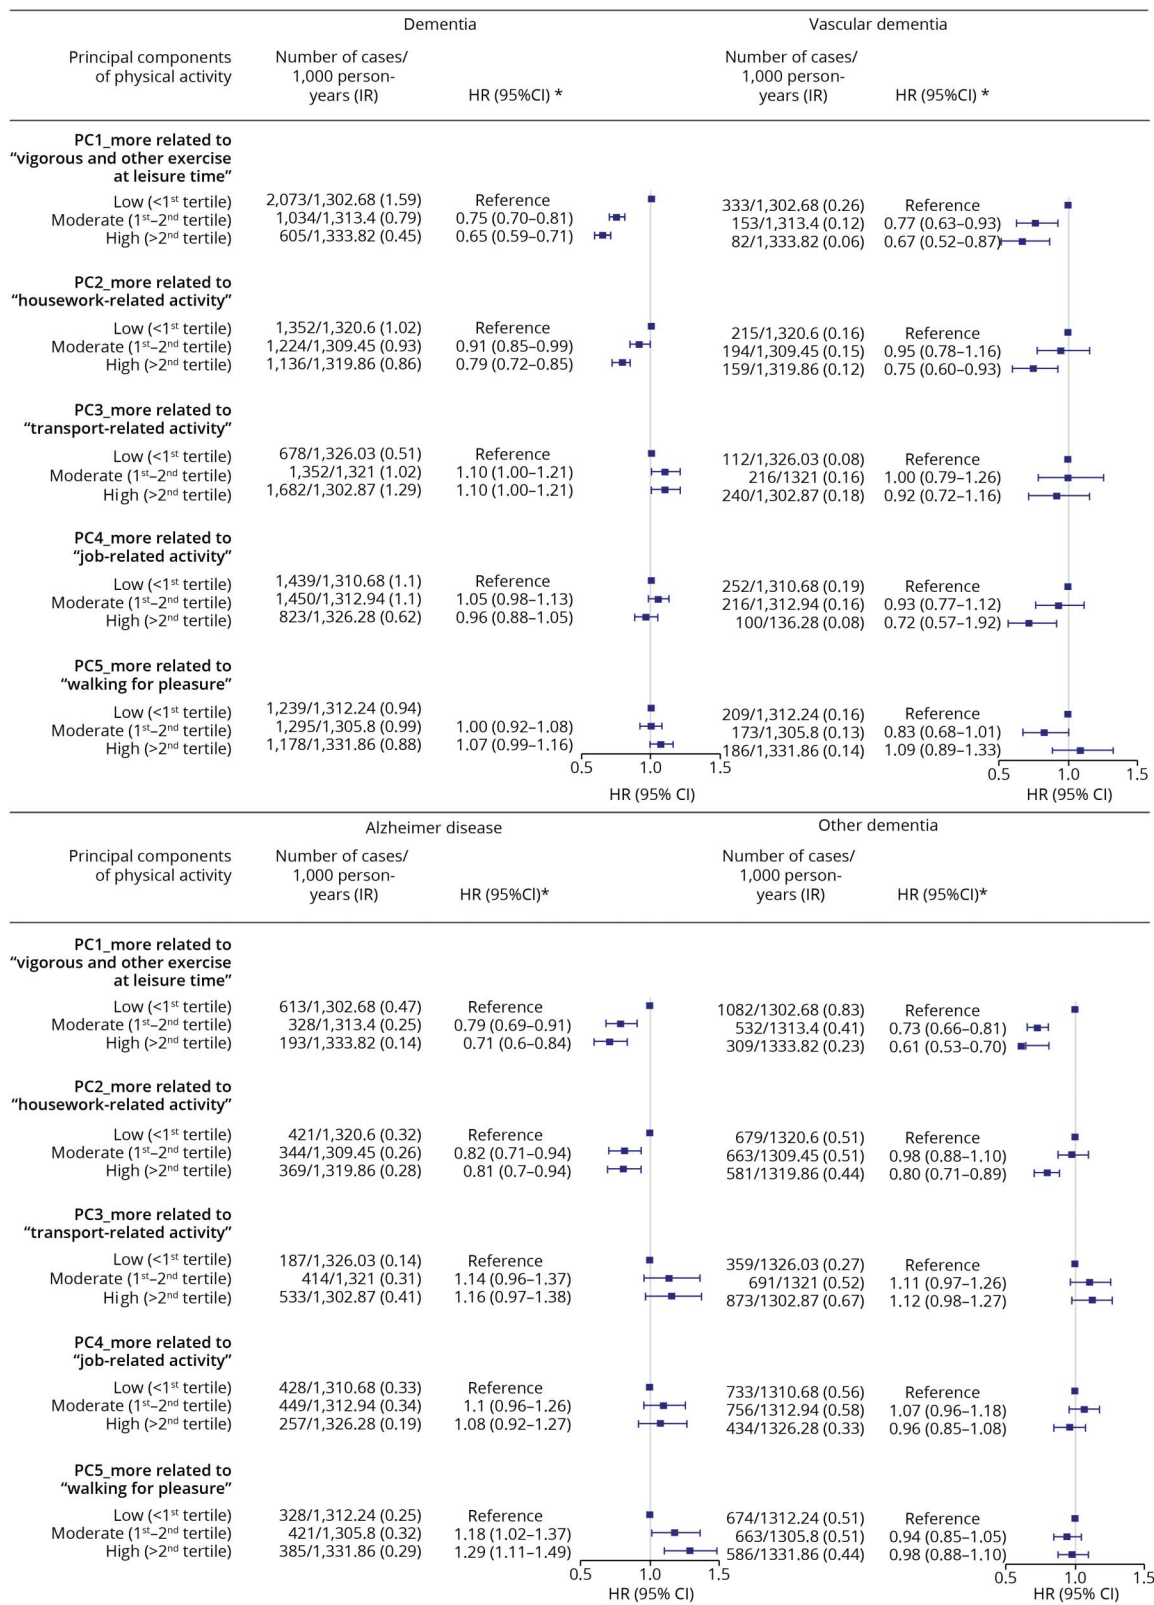 Dementia
Vascular dementia
Principal components
of physical activity
Number of cases/
1,000 person-
years (IR)
HR (95%CI) *
Number of cases/
1,000 person-
years (IR)
HR (95%CI) *
PC1_more related to
“vigorous and other exercise
at leisure time”
Low (<1st tertile) 2,073/1,302.68 (1.59) Reference 333/1,302.68 (0.26) Reference
Moderate (1st–2nd tertile) 1,034/1,313.4 (0.79) 0.75 (0.70–0.81) 153/1,313.4 (0.12) 0.77 (0.63–0.93)
High (>2nd tertile) 605/1,333.82 (0.45) 0.65 (0.59–0.71) 82/1,333.82 (0.06) 0.67 (0.52–0.87)
PC2_more related to
“housework-related activity”
Low (<1st tertile) 1,352/1,320.6 (1.02) Reference 215/1,320.6 (0.16) Reference
Moderate (1st–2nd tertile) 1,224/1,309.45 (0.93) 0.91 (0.85–0.99) 194/1,309.45 (0.15) 0.95 (0.78–1.16)
High (>2nd tertile) 1,136/1,319.86 (0.86) 0.79 (0.72–0.85) 159/1,319.86 (0.12) 0.75 (0.60–0.93)
PC3_more related to
“transport-related activity”
Low (<1st tertile) 678/1,326.03 (0.51) Reference 112/1,326.03 (0.08) Reference
Moderate (1st–2nd tertile) 1,352/1,321 (1.02) 1.10 (1.00–1.21) 216/1321 (0.16) 1.00 (0.79–1.26)
High (>2nd tertile) 1,682/1,302.87 (1.29) 1.10 (1.00–1.21) 240/1,302.87 (0.18) 0.92 (0.72–1.16)
PC4_more related to
“job-related activity”
Low (<1st tertile) 1,439/1,310.68 (1.1) Reference 252/1,310.68 (0.19) Reference
Moderate (1st–2nd tertile) 1,450/1,312.94 (1.1) 1.05 (0.98–1.13) 216/1,312.94 (0.16) 0.93 (0.77–1.12)
High (>2nd tertile) 823/1,326.28 (0.62) 0.96 (0.88–1.05) 100/136.28 (0.08) 0.72 (0.57–1.92)
PC5_more related to
“walking for pleasure”
Low (<1st tertile) 1,239/1,312.24 (0.94) 209/1,312.24 (0.16) Reference
Moderate (1st–2nd tertile) 1,295/1,305.8 (0.99) 1.00 (0.92–1.08) 173/1,305.8 (0.13) 0.83 (0.68–1.01)
High (>2nd tertile) 1,178/1,331.86 (0.88) 1.07 (0.99–1.16) 186/1,331.86 (0.14) 1.09 (0.89–1.33)
0.5 1.0 1.5 0.5 1.0 1.5
HR (95% CI) HR (95% CI)
Alzheimer disease
Other dementia
Principal components
of physical activity
Number of cases/
1,000 person-
years (IR)
HR (95%CI)*
Number of cases/
1,000 person-
years (IR)
HR (95%CI)*
PC1_more related to
“vigorous and other exercise
at leisure time”
Low (<1st tertile) 613/1,302.68 (0.47) Reference 1082/1302.68 (0.83) Reference
Moderate (1st–2nd tertile) 328/1,313.4 (0.25) 0.79 (0.69–0.91) 532/1313.4 (0.41) 0.73 (0.66–0.81)
High (>2nd tertile) 193/1,333.82 (0.14) 0.71 (0.6–0.84) 309/1333.82 (0.23) 0.61 (0.53–0.70)
PC2_more related to
“housework-related activity”
Low (<1st tertile) 421/1,320.6 (0.32) Reference 679/1320.6 (0.51) Reference
Moderate (1st–2nd tertile) 344/1,309.45 (0.26) 0.82 (0.71–0.94) 663/1309.45 (0.51) 0.98 (0.88–1.10)
High (>2nd tertile) 369/1,319.86 (0.28) 0.81 (0.7–0.94) 581/1319.86 (0.44) 0.80 (0.71–0.89)
PC3_more related to
“transport-related activity”
Low (<1st tertile) 187/1,326.03 (0.14) Reference 359/1326.03 (0.27) Reference
Moderate (1st–2nd tertile) 414/1,321 (0.31) 1.14 (0.96–1.37) 691/1321 (0.52) 1.11 (0.97–1.26)
High (>2nd tertile) 533/1,302.87 (0.41) 1.16 (0.97–1.38) 873/1302.87 (0.67) 1.12 (0.98–1.27)
PC4_more related to
“job-related activity”
Low (<1st tertile) 428/1,310.68 (0.33) Reference 733/1310.68 (0.56) Reference
Moderate (1st–2nd tertile) 449/1,312.94 (0.34) 1.1 (0.96–1.26) 756/1312.94 (0.58) 1.07 (0.96–1.18)
High (>2nd tertile) 257/1,326.28 (0.19) 1.08 (0.92–1.27) 434/1326.28 (0.33) 0.96 (0.85–1.08)
PC5_more related to
“walking for pleasure”
Low (<1st tertile) 328/1,312.24 (0.25) Reference 674/1312.24 (0.51) Reference
Moderate (1st–2nd tertile) 421/1,305.8 (0.32) 1.18 (1.02–1.37) 663/1305.8 (0.51) 0.94 (0.85–1.05)
High (>2nd tertile) 385/1,331.86 (0.29) 1.29 (1.11–1.49) 586/1331.86 (0.44) 0.98 (0.88–1.10)
0.5 1.0 1.5 0.5 1.0 1.5
HR (95% CI) HR (95% CI)